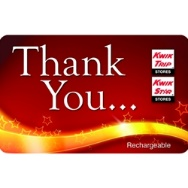 Thank
You...
KWIK
TRIP
STORES
KWIK
STAR
STORES
Rechargeable